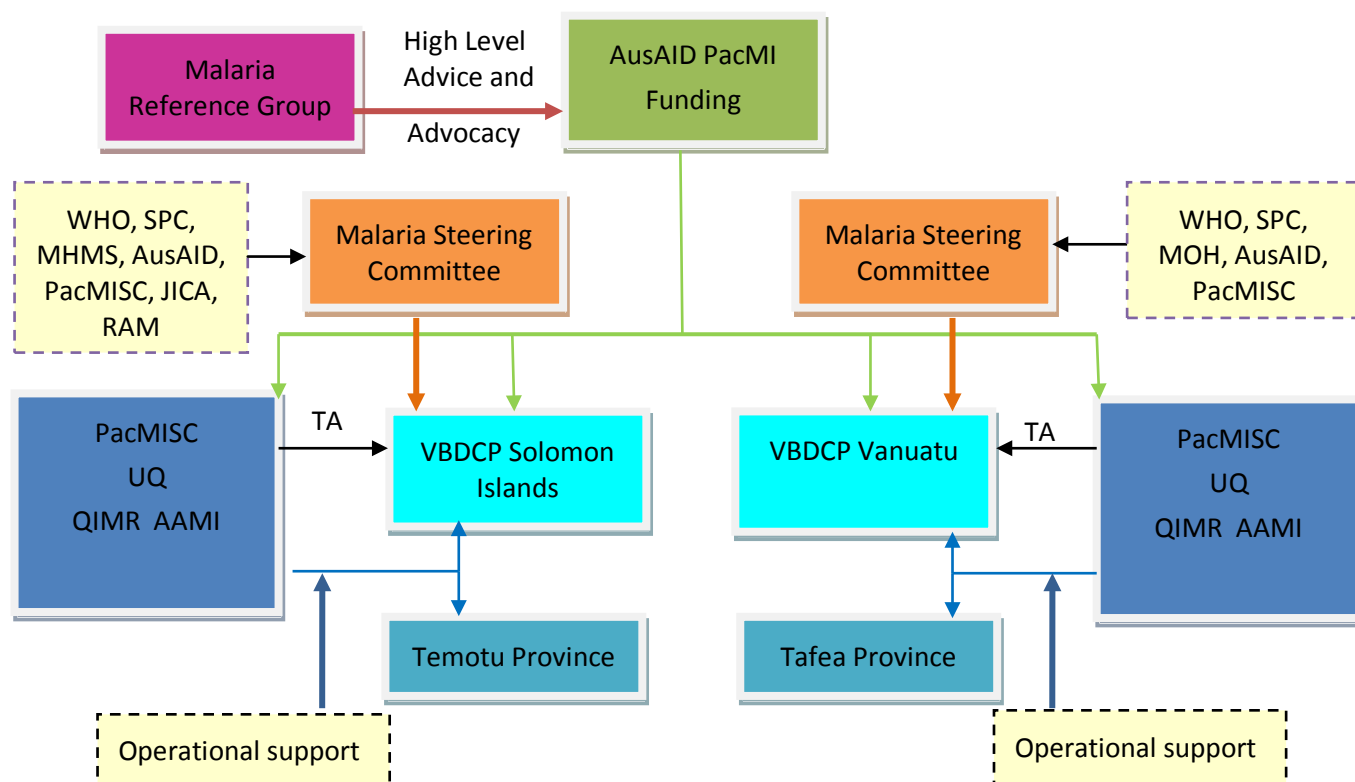 Malaria
Reference Group
High Level
Advice and
Advocacy
AusAID PacMI
Funding
WHO, SPC,
MHMS, AusAID,
PacMISC, JICA,
RAM
Malaria Steering
Committee
Malaria Steering
Committee
WHO, SPC,
MOH, AusAID,
PacMISC
PacMISC
UQ
QIMR AAMI
TA
VBDCP Solomon
Islands
VBDCP Vanuatu
TA
PacMISC
UQ
QIMR AAMI
Temotu Province
Tafea Province
Operational support
Operational support